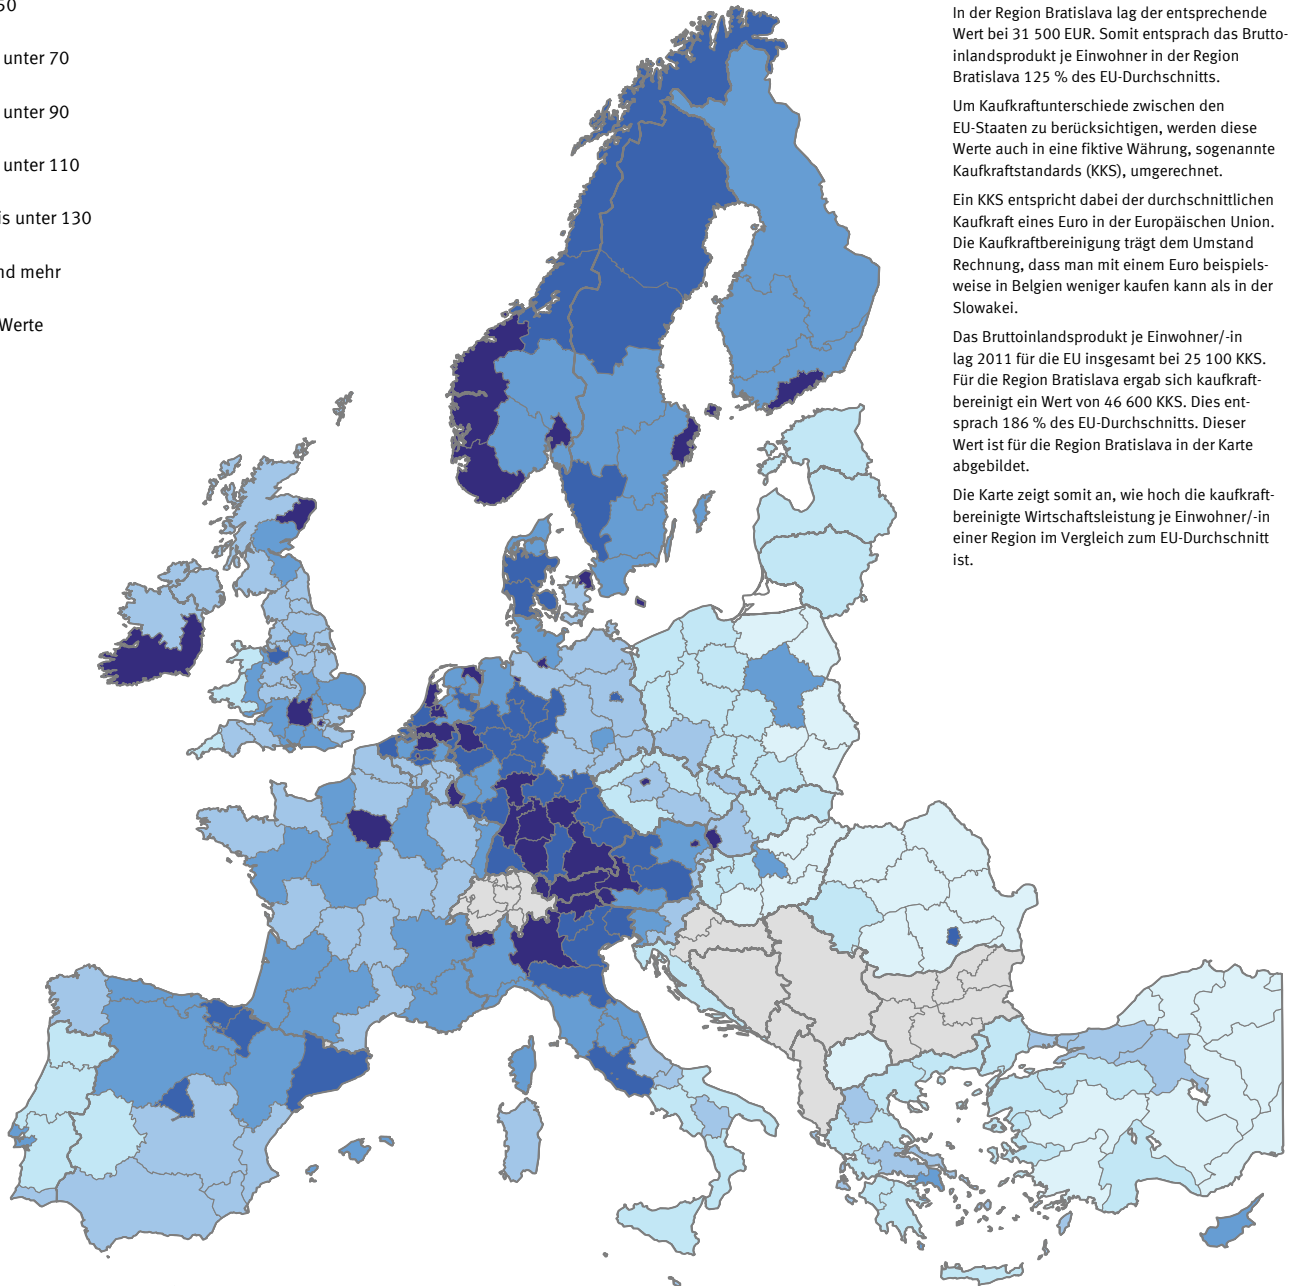 50
unter 70
unter 90
unter 110
is unter 130
nd mehr
Werte
In der Region Bratislava lag der entsprechende
Wert bei 31 500 EUR. Somit entsprach das Brutto-
inlandsprodukt je Einwohner in der Region
Bratislava 125 % des EU-Durchschnitts.
Um Kaufkraftunterschiede zwischen den
EU-Staaten zu berücksichtigen, werden diese
Werte auch in eine fiktive Währung, sogenannte
Kaufkraftstandards (KKS), umgerechnet.
Ein KKS entspricht dabei der durchschnittlichen
Kaufkraft eines Euro in der Europäischen Union.
Die Kaufkraftbereinigung trägt dem Umstand
Rechnung, dass man mit einem Euro beispiels-
weise in Belgien weniger kaufen kann als in der
Slowakei.
Das Bruttoinlandsprodukt je Einwohner/-in
lag 2011 für die EU insgesamt bei 25 100 KKS.
Für die Region Bratislava ergab sich kaufkraft-
bereinigt ein Wert von 46 600 KKS. Dies ent-
sprach 186 % des EU-Durchschnitts. Dieser
Wert ist für die Region Bratislava in der Karte
abgebildet.
Die Karte zeigt somit an, wie hoch die kaufkraft-
bereinigte Wirtschaftsleistung je Einwohner/-in
einer Region im Vergleich zum EU-Durchschnitt
ist.